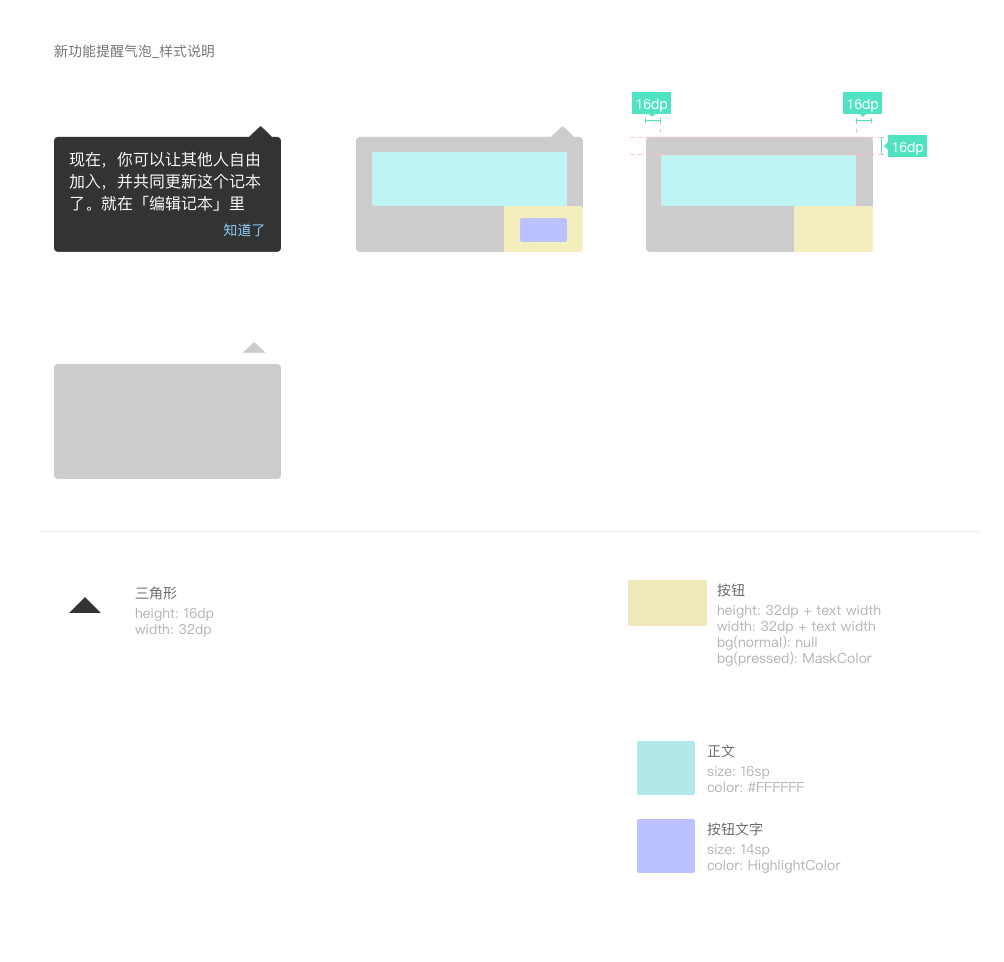 新功能提醒气泡_样式说明
16dp
16dp
16dp
现在，你可以让其他人自由
加入，并共同更新这个记本
了。就在「编辑记本」里
知道了
三角形
height: 16dp
width: 32dp
按钮
height: 32dp + text width
width: 32dp + text width
bg(normal): null
bg(pressed): MaskColor
正文
size: 16sp
color: #FFFFFF
按钮文字
size: 14sp
color: HighlightColor